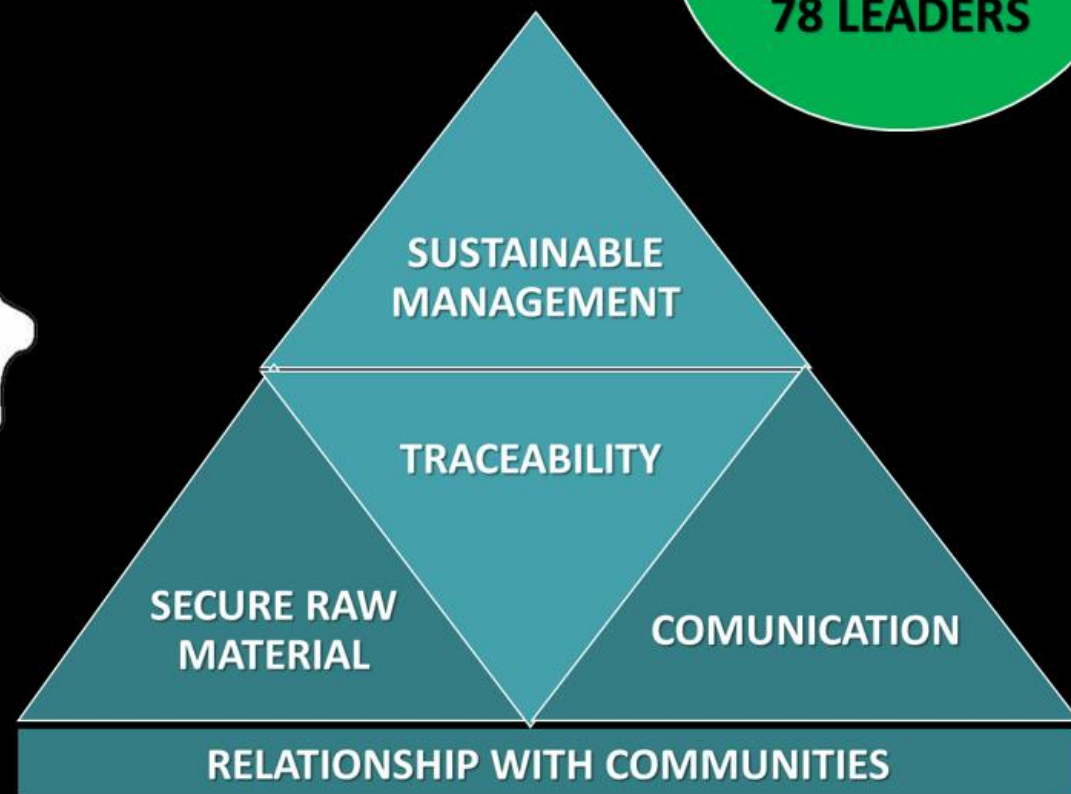 78 LEADERS
SUSTAINABLE
MANAGEMENT
TRACEABILITY
SECURE RAW
MATERIAL
COMUNICATION
RELATIONSHIP WITH COMMUNITIES